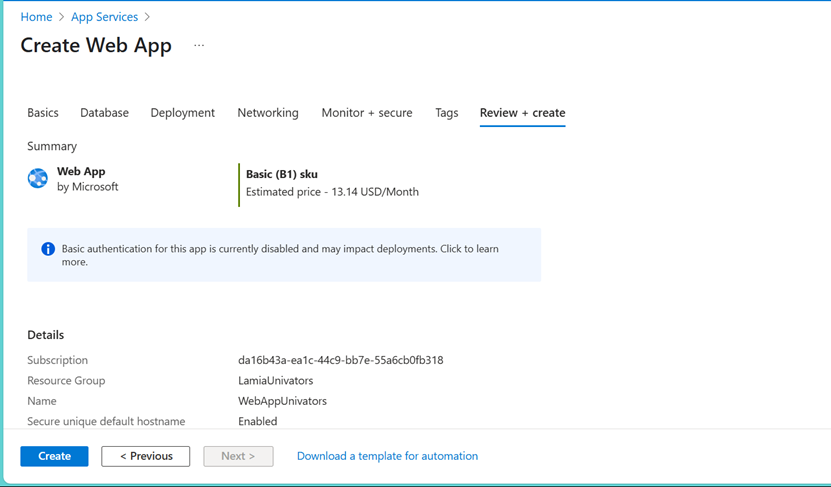 Home > App Services >
Create Web App ...
Basics Database Deployment Networking Monitor + secure Tags Review + create
Summary
Web App
by Microsoft
Basic (B1) sku
Estimated price - 13.14 USD/Month
Basic authentication for this app is currently disabled and may impact deployments. Click to learn
more.
Details
Subscription da16b43a-ea1c-44c9-bb7e-55a6cb0fb318
Resource Group LamiaUnivators
Name WebAppUnivators
Secure unique default hostname Enabled
Create < Previous Next > Download a template for automation